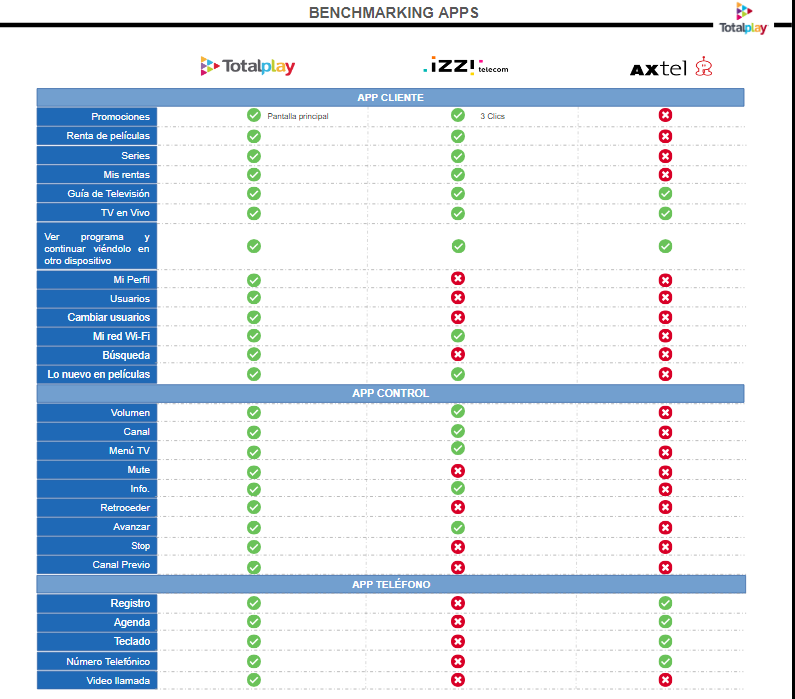 BENCHMARKING APPS
Totalplay
Totalplay
izzi telecom
axtel
APP CLIENTE
Promociones Pantalla principal 3 Clics
Renta de películas
Series
Mis rentas
Guía de Televisión
TV en Vivo
Ver programa y
continuar viéndolo en
otro dispositivo
Mi Perfil
Usuarios
Cambiar usuarios
Mi red Wi-Fi
Búsqueda
Lo nuevo en películas
APP CONTROL
Volumen
Canal
Menú TV
Mute
Info.
Retroceder
Avanzar
Stop
Canal Previo
APP TELÉFONO
Registro
Agenda
Teclado
Número Telefónico
Video llamada